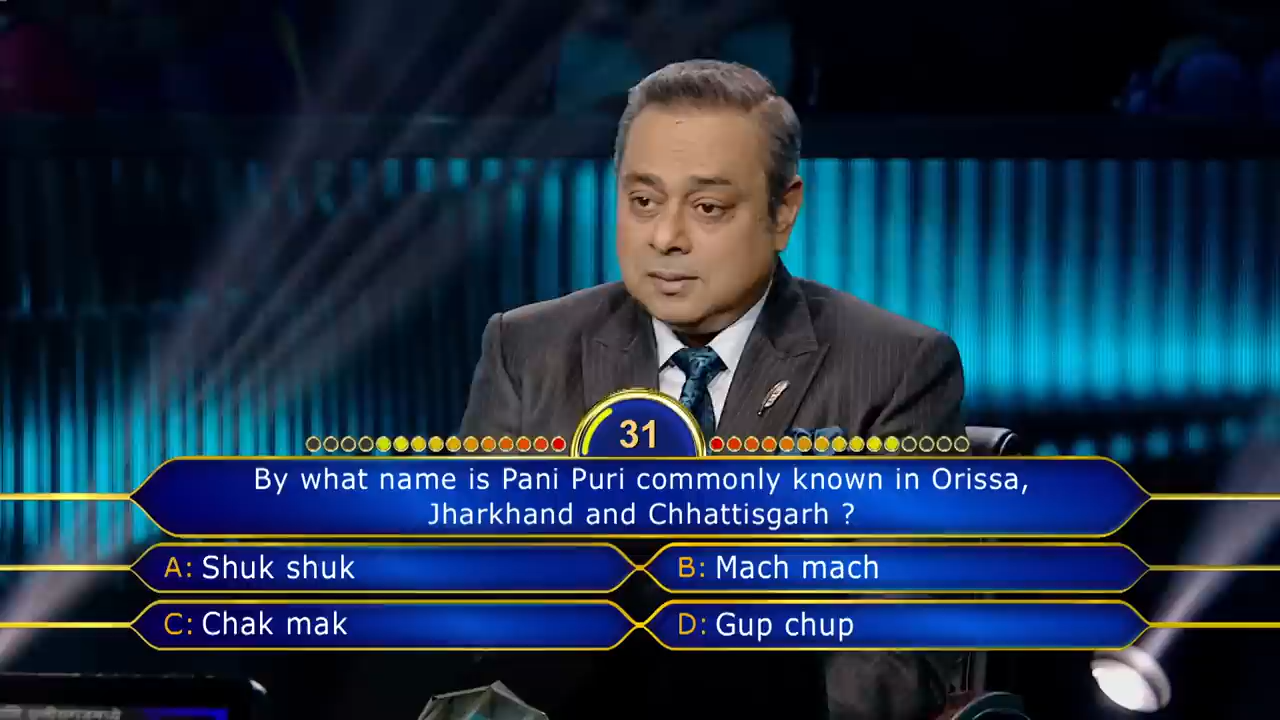 31
By what name is Pani Puri commonly known in Orissa,
Jharkhand and Chhattisgarh ?
A: Shuk shuk
B: Mach mach
C: Chak mak
D: Gup chup